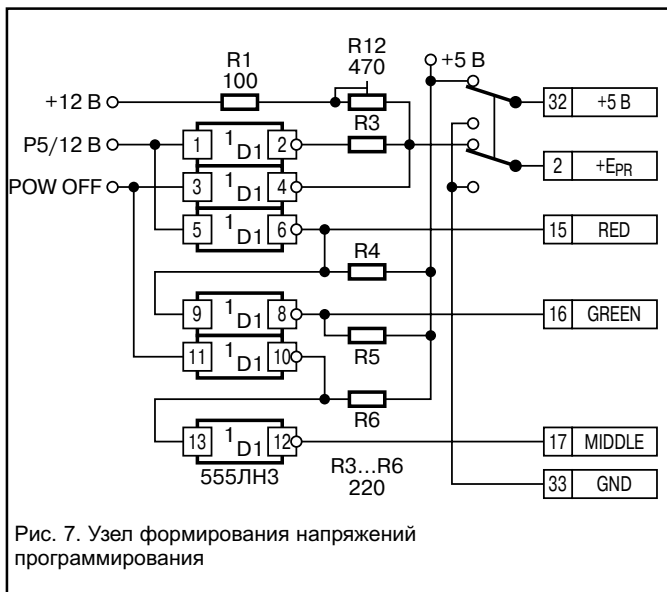 R1
100
R12
470
+5 В
+12 В
32 +5 В
R3
P5/12 В
1 1 D1 2
2 +EPR
POW OFF
3 1 D1 4
5 1 D1 6
15 RED
R4
9 1 D1 8
16 GREEN
R5
11 1 D1 10
R6
13 1 D1 12
17 MIDDLE
555ЛН3
R3...R6
220
33 GND
Рис. 7. Узел формирования напряжений
программирования